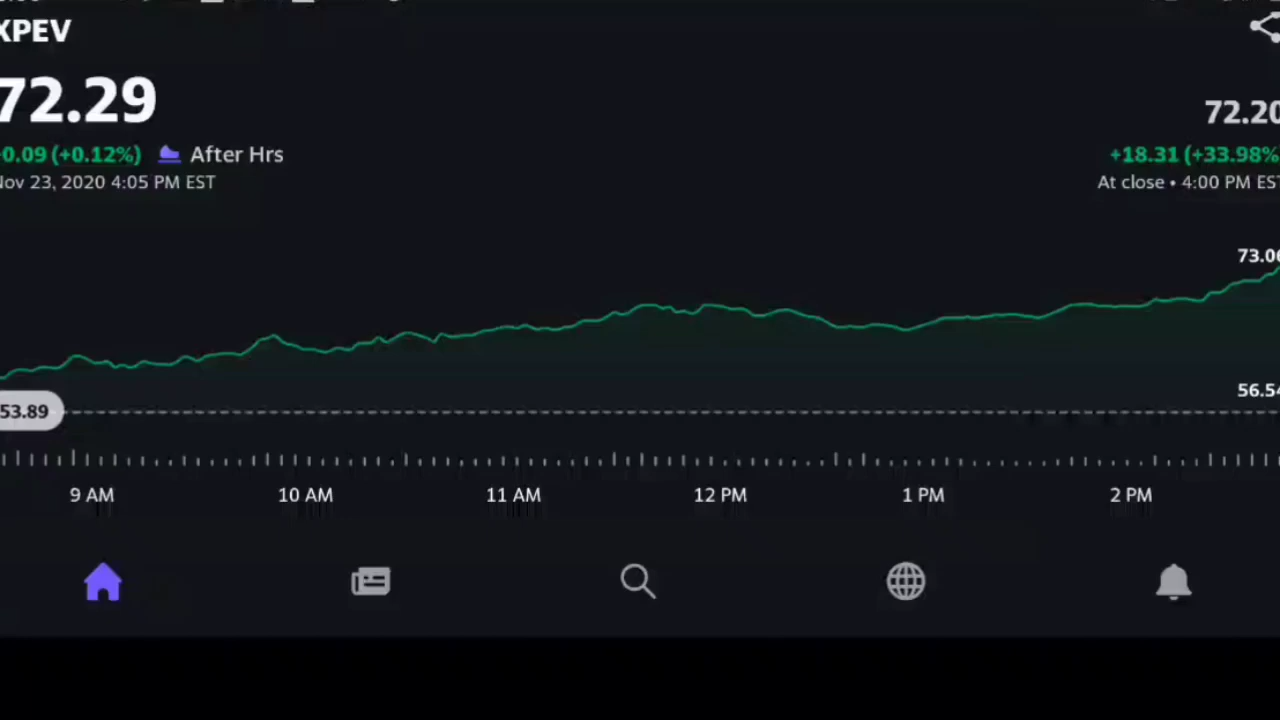 XPEV
72.29
0.09 (+0.12%) After Hrs
Nov 23, 2020 4:05 PM EST
72.20
+18.31 (+33.98%
At close • 4:00 PM EST
73.06
53.89
56.54
9 AM 10 AM 11 AM 12 PM 1 PM 2 PM